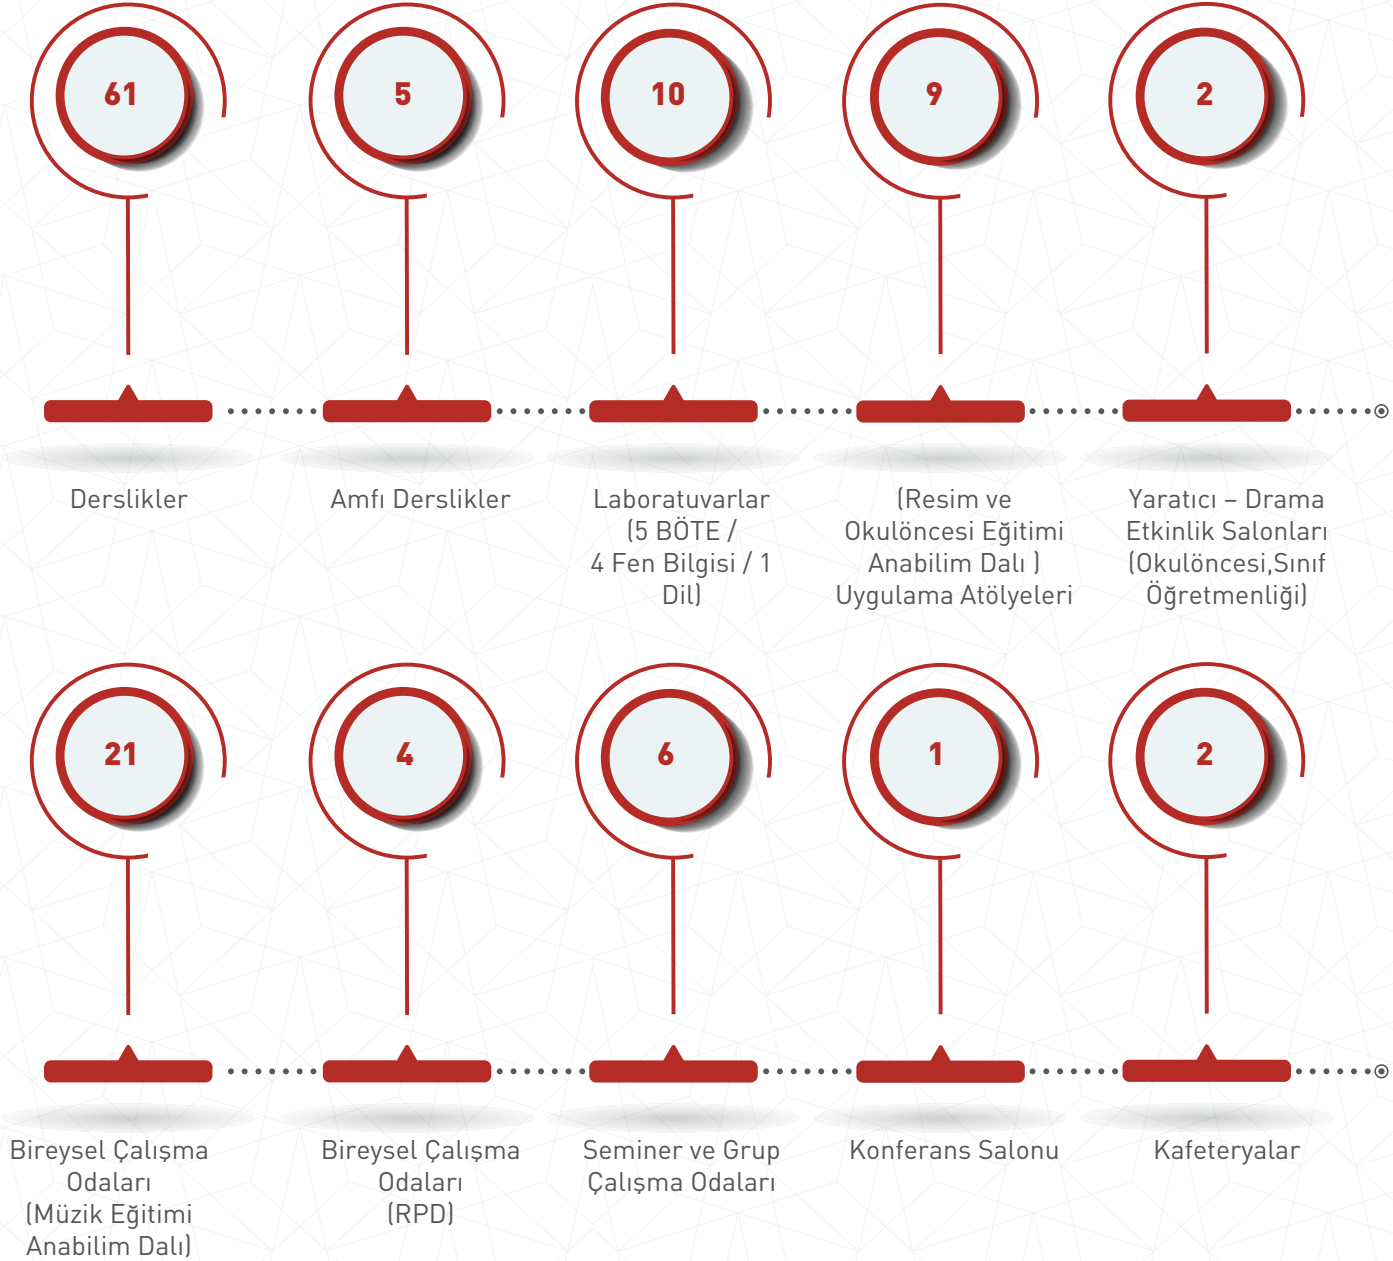 61
5
10
9
2
Derslikler
Amfı Derslikler
Laboratuvarlar
(5 BÖTE /
4 Fen Bilgisi / 1
Dil)
(Resim ve
Okulöncesi Eğitimi
Anabilim Dalı )
Uygulama Atölyeleri
Yaratıcı – Drama
Etkinlik Salonları
(Okulöncesi,Sınıf
Öğretmenliği)
21
4
6
1
2
Bireysel Çalışma
Odaları
(Müzik Eğitimi
Anabilim Dalı)
Bireysel Çalışma
Odaları
(RPD)
Seminer ve Grup
Çalışma Odaları
Konferans Salonu
Kafeteryalar